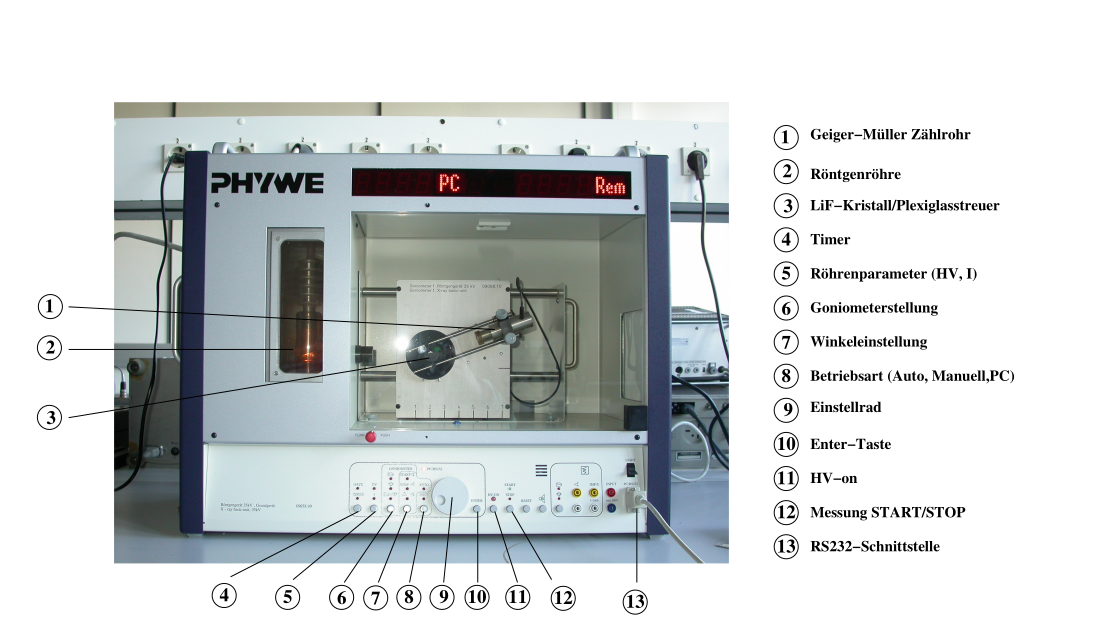 PHYWE
PC
Rem
1 Geiger–Müller Zählrohr
2 Röntgenröhre
3 LiF–Kristall/Plexiglasstreuer
4 Timer
5 Röhrenparameter (HV, I)
6 Goniometerstellung
7 Winkeleinstellung
8 Betriebsart (Auto, Manuell,PC)
9 Einstellrad
10 Enter–Taste
11 HV–on
12 Messung START/STOP
13 RS232–Schnittstelle
1
2
3
4 5 6 7 8 9 10 11 12 13